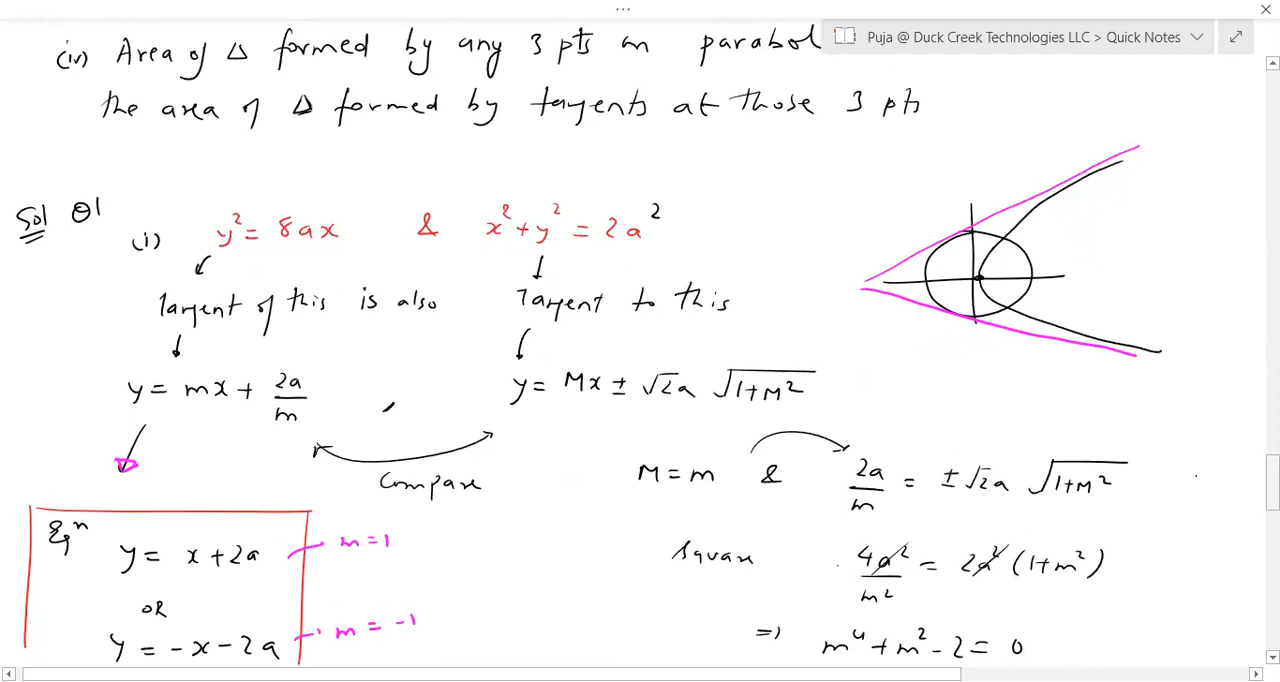 Puja @ Duck Creek Technologies LLC > Quick Notes
(iv) Area of Δ formed by any 3 pts on parabol
the area of Δ formed by tangents at those 3 pts
Sol Q1
(i) y² = 8ax & x² + y² = 2a²
Tangent of this is also Tangent to this
y = mx + 2a/m , y = Mx ± √2a √(1+M²)
Compare
M = m & 2a/m = ± √2a √(1+M²)
Eqⁿ
y = x + 2a m = 1
Square 4a²/m² = 2a² (1+m²)
OR
y = -x - 2a m = -1
⇒ m⁴ + m² - 2 = 0